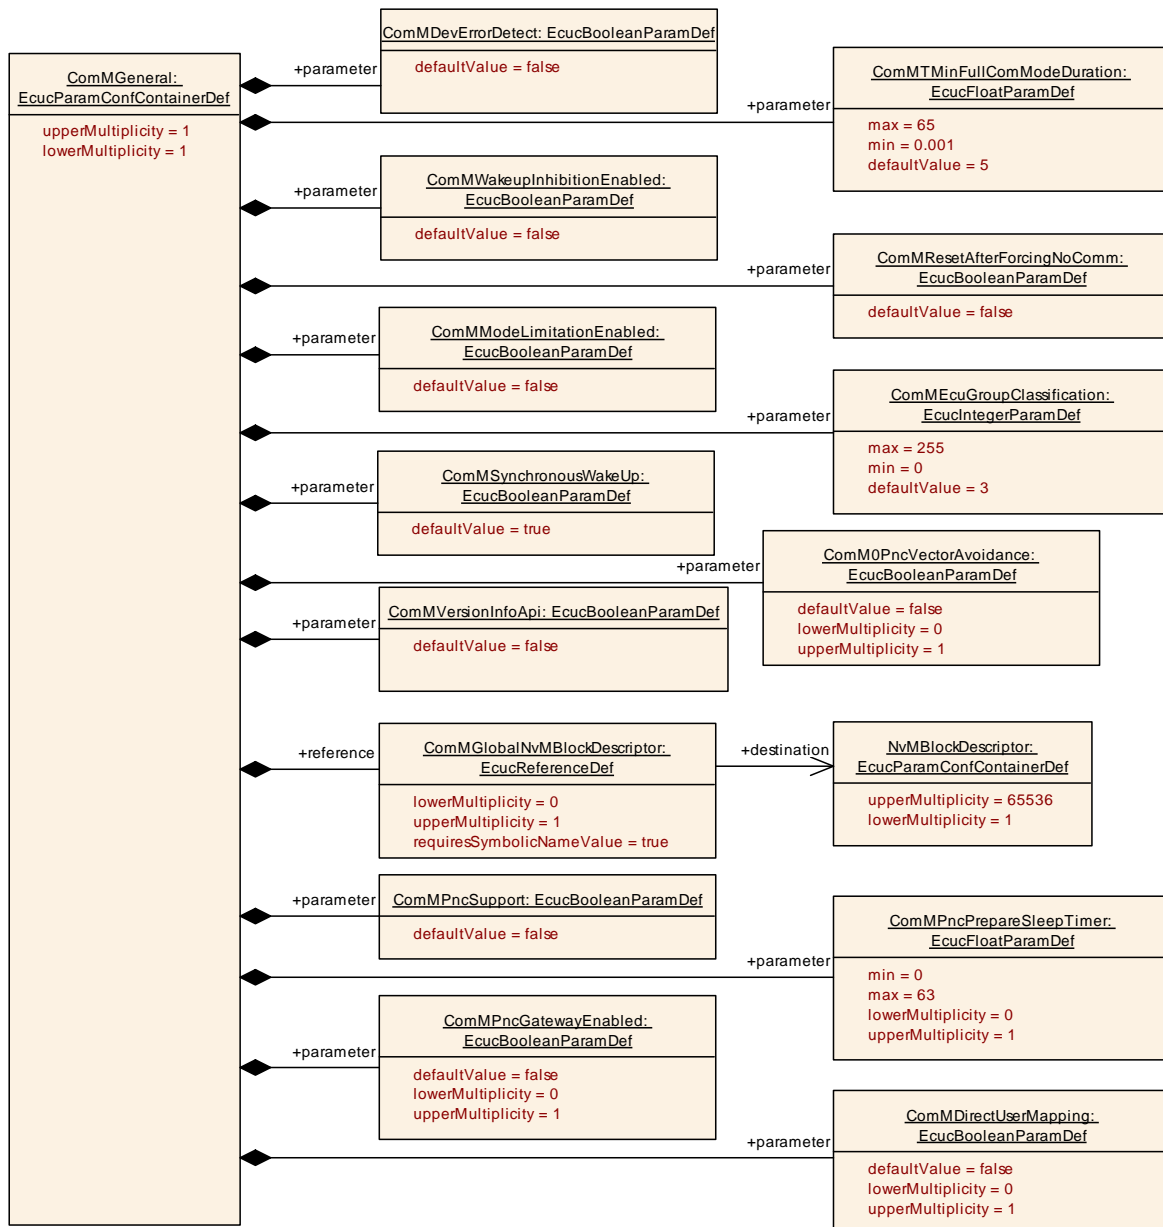 ComMGeneral:
EcucParamConfContainerDef
upperMultiplicity = 1
lowerMultiplicity = 1
+parameter
ComMDevErrorDetect: EcucBooleanParamDef
defaultValue = false
+parameter
ComMTMinFullComModeDuration:
EcucFloatParamDef
max = 65
min = 0.001
defaultValue = 5
+parameter
ComMWakeupInhibitionEnabled:
EcucBooleanParamDef
defaultValue = false
+parameter
ComMResetAfterForcingNoComm:
EcucBooleanParamDef
defaultValue = false
+parameter
ComMModeLimitationEnabled:
EcucBooleanParamDef
defaultValue = false
+parameter
ComMEcuGroupClassification:
EcucIntegerParamDef
max = 255
min = 0
defaultValue = 3
+parameter
ComMSynchronousWakeUp:
EcucBooleanParamDef
defaultValue = true
+parameter
ComM0PncVectorAvoidance:
EcucBooleanParamDef
defaultValue = false
lowerMultiplicity = 0
upperMultiplicity = 1
+parameter
ComMVersionInfoApi: EcucBooleanParamDef
defaultValue = false
+reference
ComMGlobalNvMBlockDescriptor:
EcucReferenceDef
lowerMultiplicity = 0
upperMultiplicity = 1
requiresSymbolicNameValue = true
+destination
NvMBlockDescriptor:
EcucParamConfContainerDef
upperMultiplicity = 65536
lowerMultiplicity = 1
+parameter
ComMPncSupport: EcucBooleanParamDef
defaultValue = false
+parameter
ComMPncPrepareSleepTimer:
EcucFloatParamDef
min = 0
max = 63
lowerMultiplicity = 0
upperMultiplicity = 1
+parameter
ComMPncGatewayEnabled:
EcucBooleanParamDef
defaultValue = false
lowerMultiplicity = 0
upperMultiplicity = 1
+parameter
ComMDirectUserMapping:
EcucBooleanParamDef
defaultValue = false
lowerMultiplicity = 0
upperMultiplicity = 1